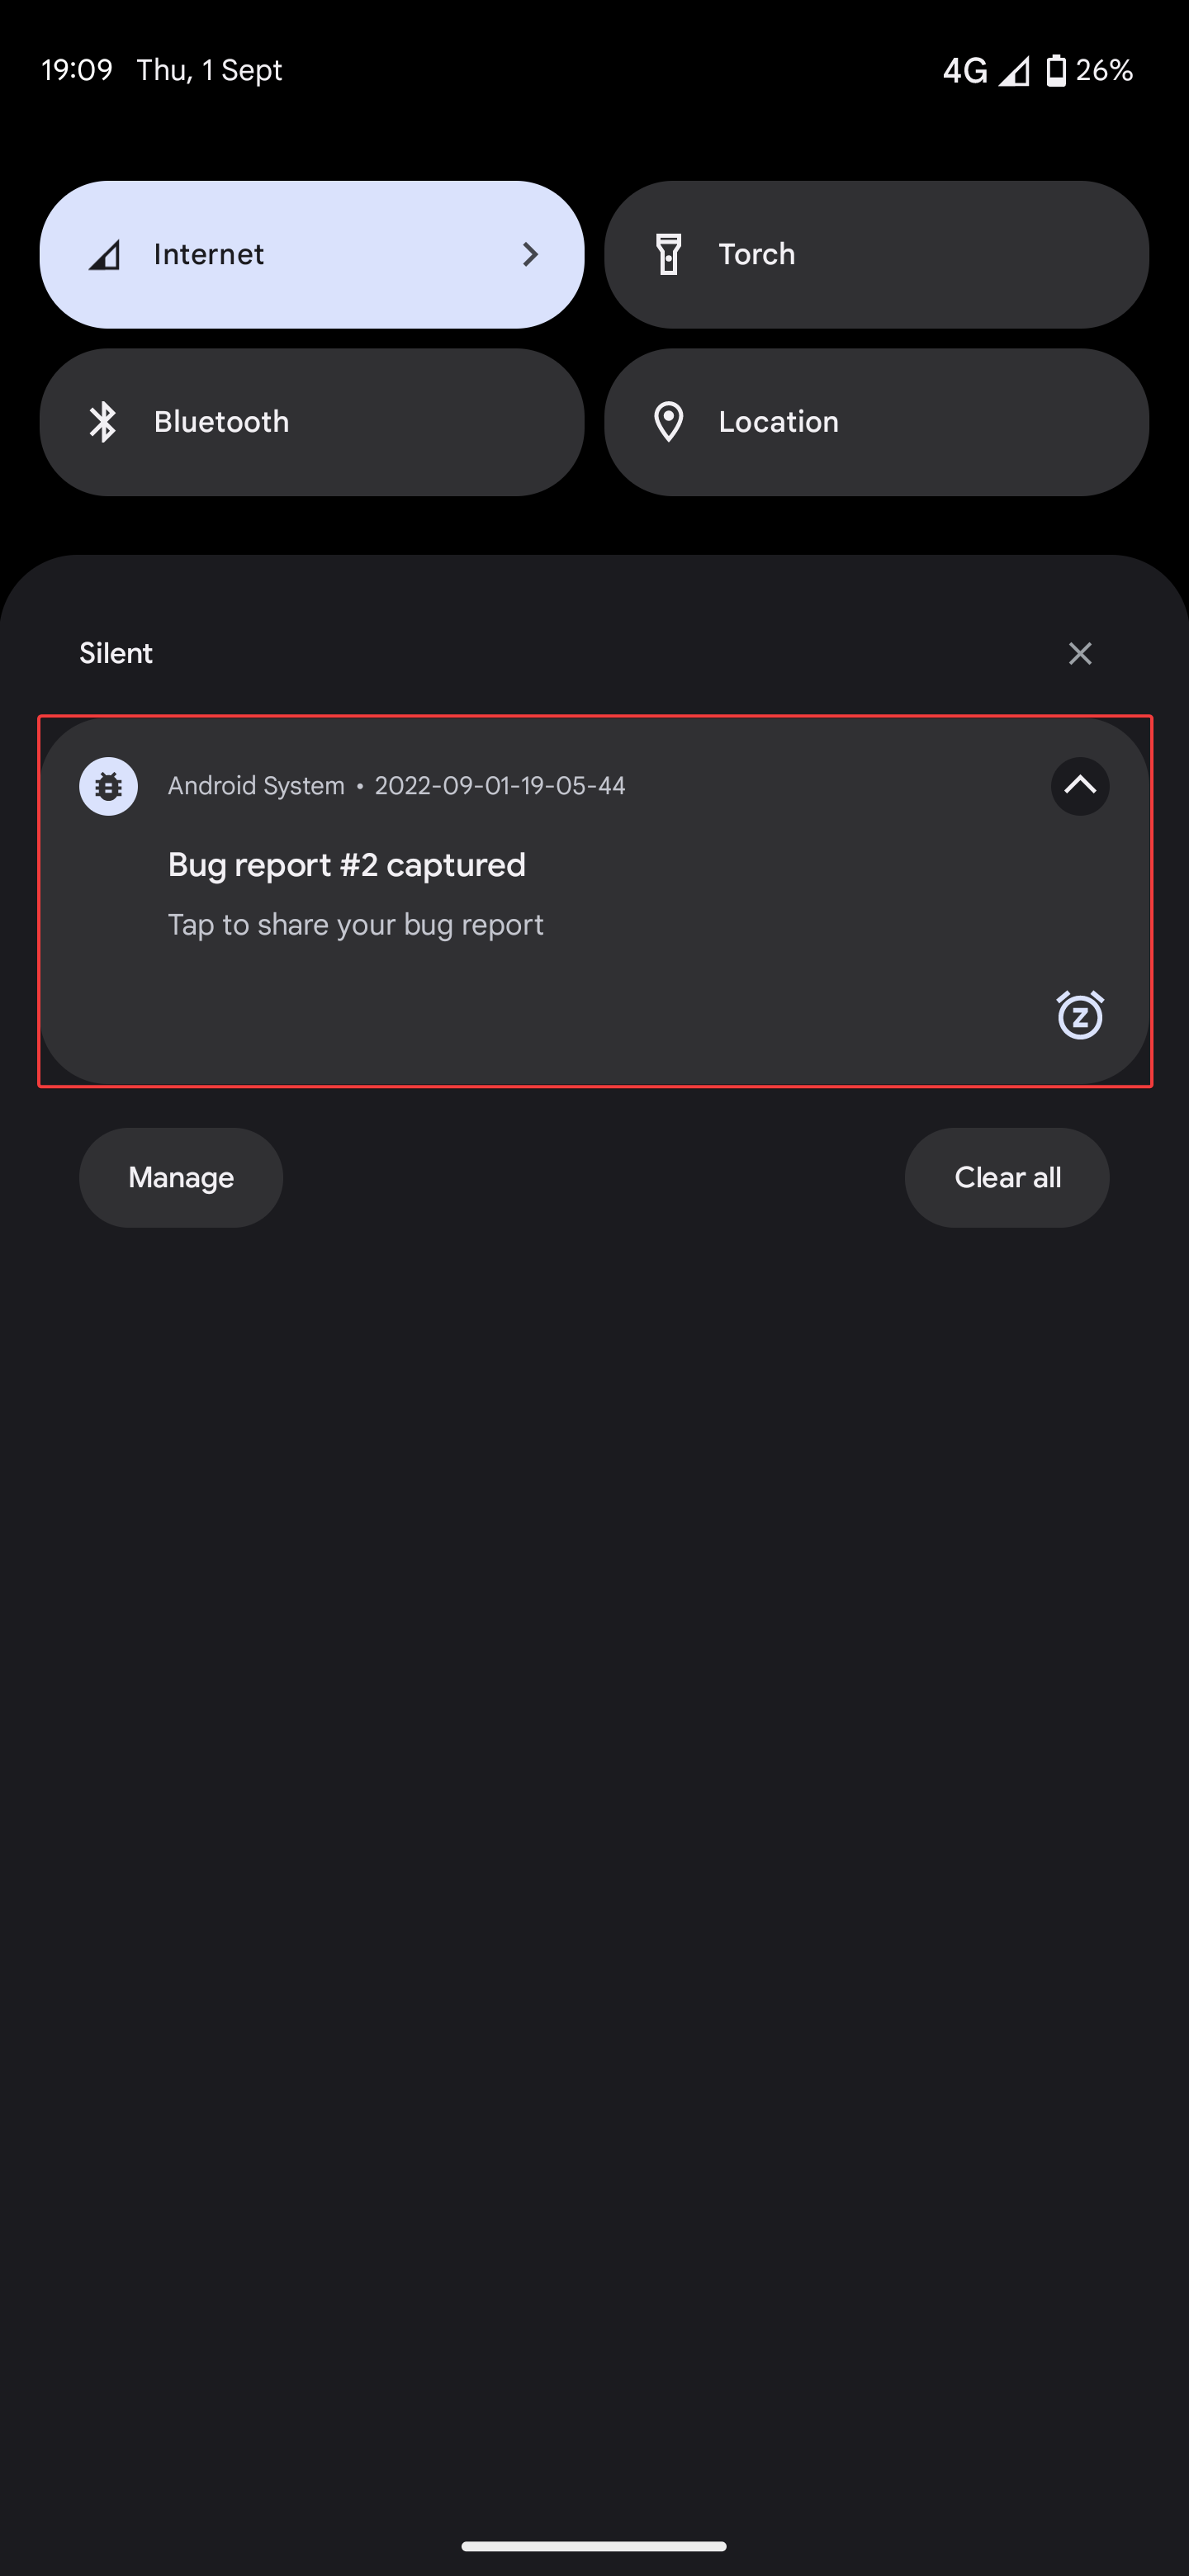 19:09 Thu, 1 Sept 4G 26%
Internet Torch
Bluetooth Location
Silent
Android System • 2022-09-01-19-05-44
Bug report #2 captured
Tap to share your bug report
Manage Clear all